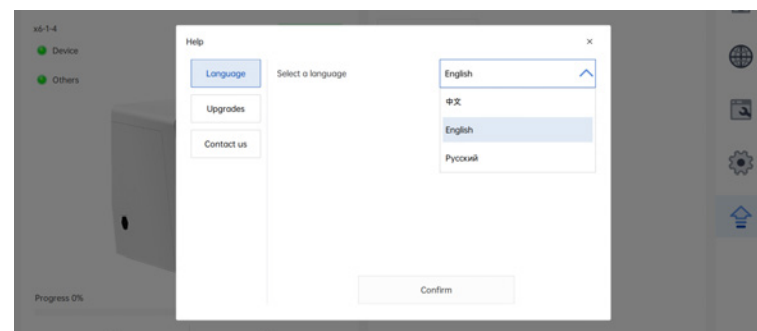 x6-1-4
Device
Others
Progress 0%
Help
×
Language
Upgrades
Contact us
Select a language
English
中文
English
Русский
Confirm